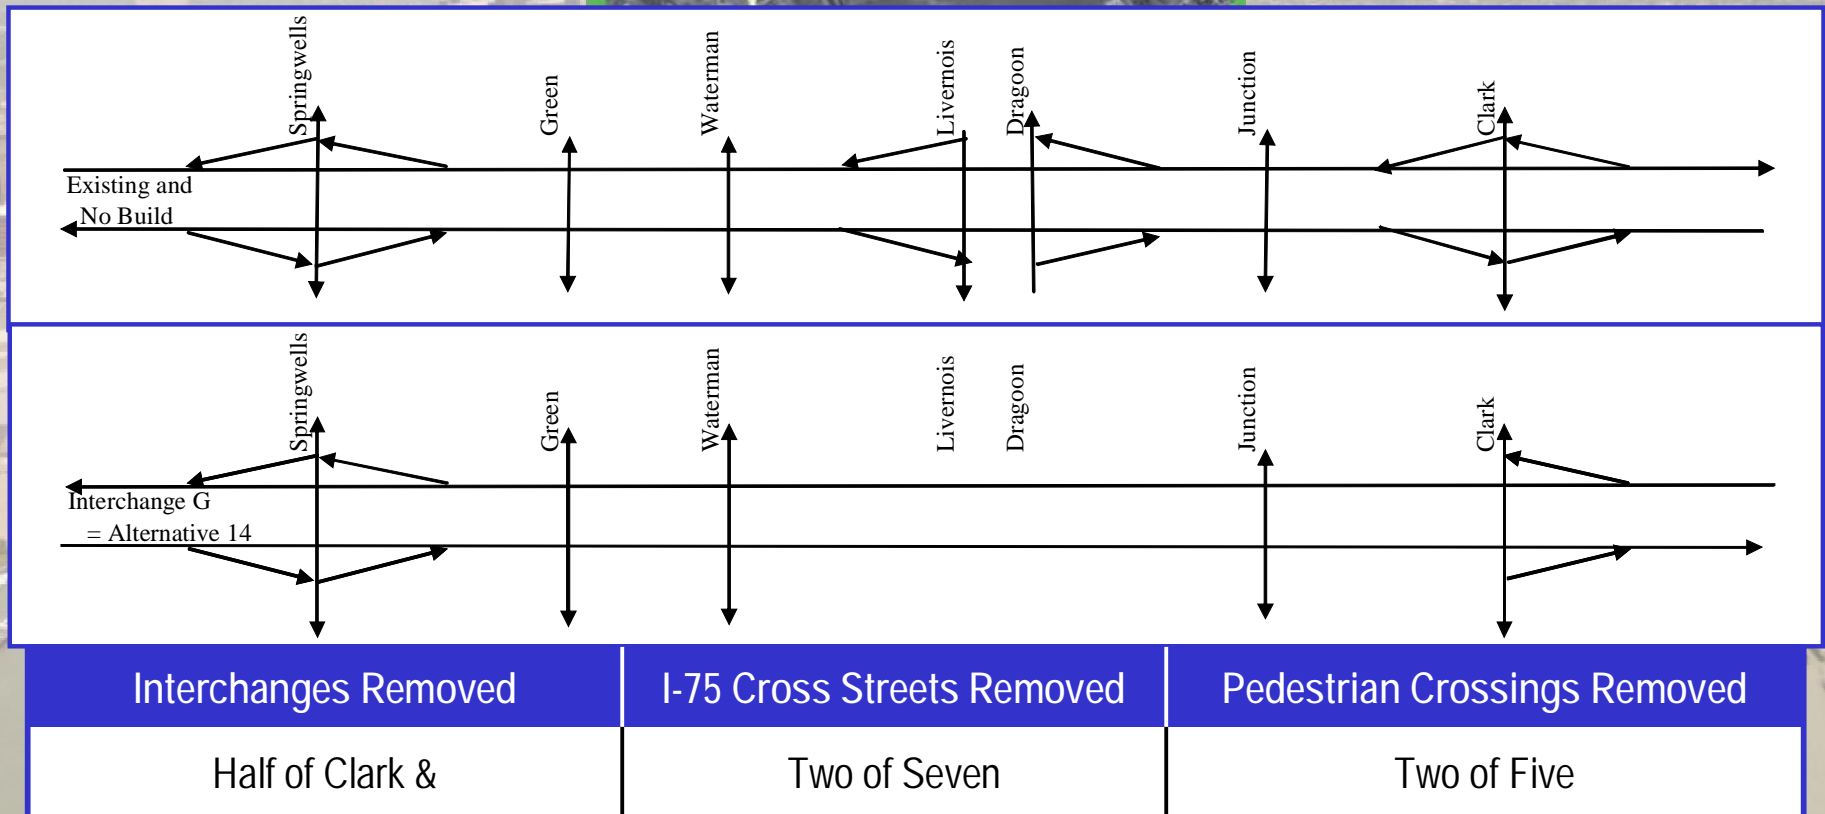 Springwells
Green
Waterman
Livernois
Dragoon
Junction
Clark
Existing and
No Build
Springwells
Green
Waterman
Livernois
Dragoon
Junction
Clark
Interchange G
= Alternative 14
Interchanges Removed
I-75 Cross Streets Removed
Pedestrian Crossings Removed
Half of Clark &
Two of Seven
Two of Five